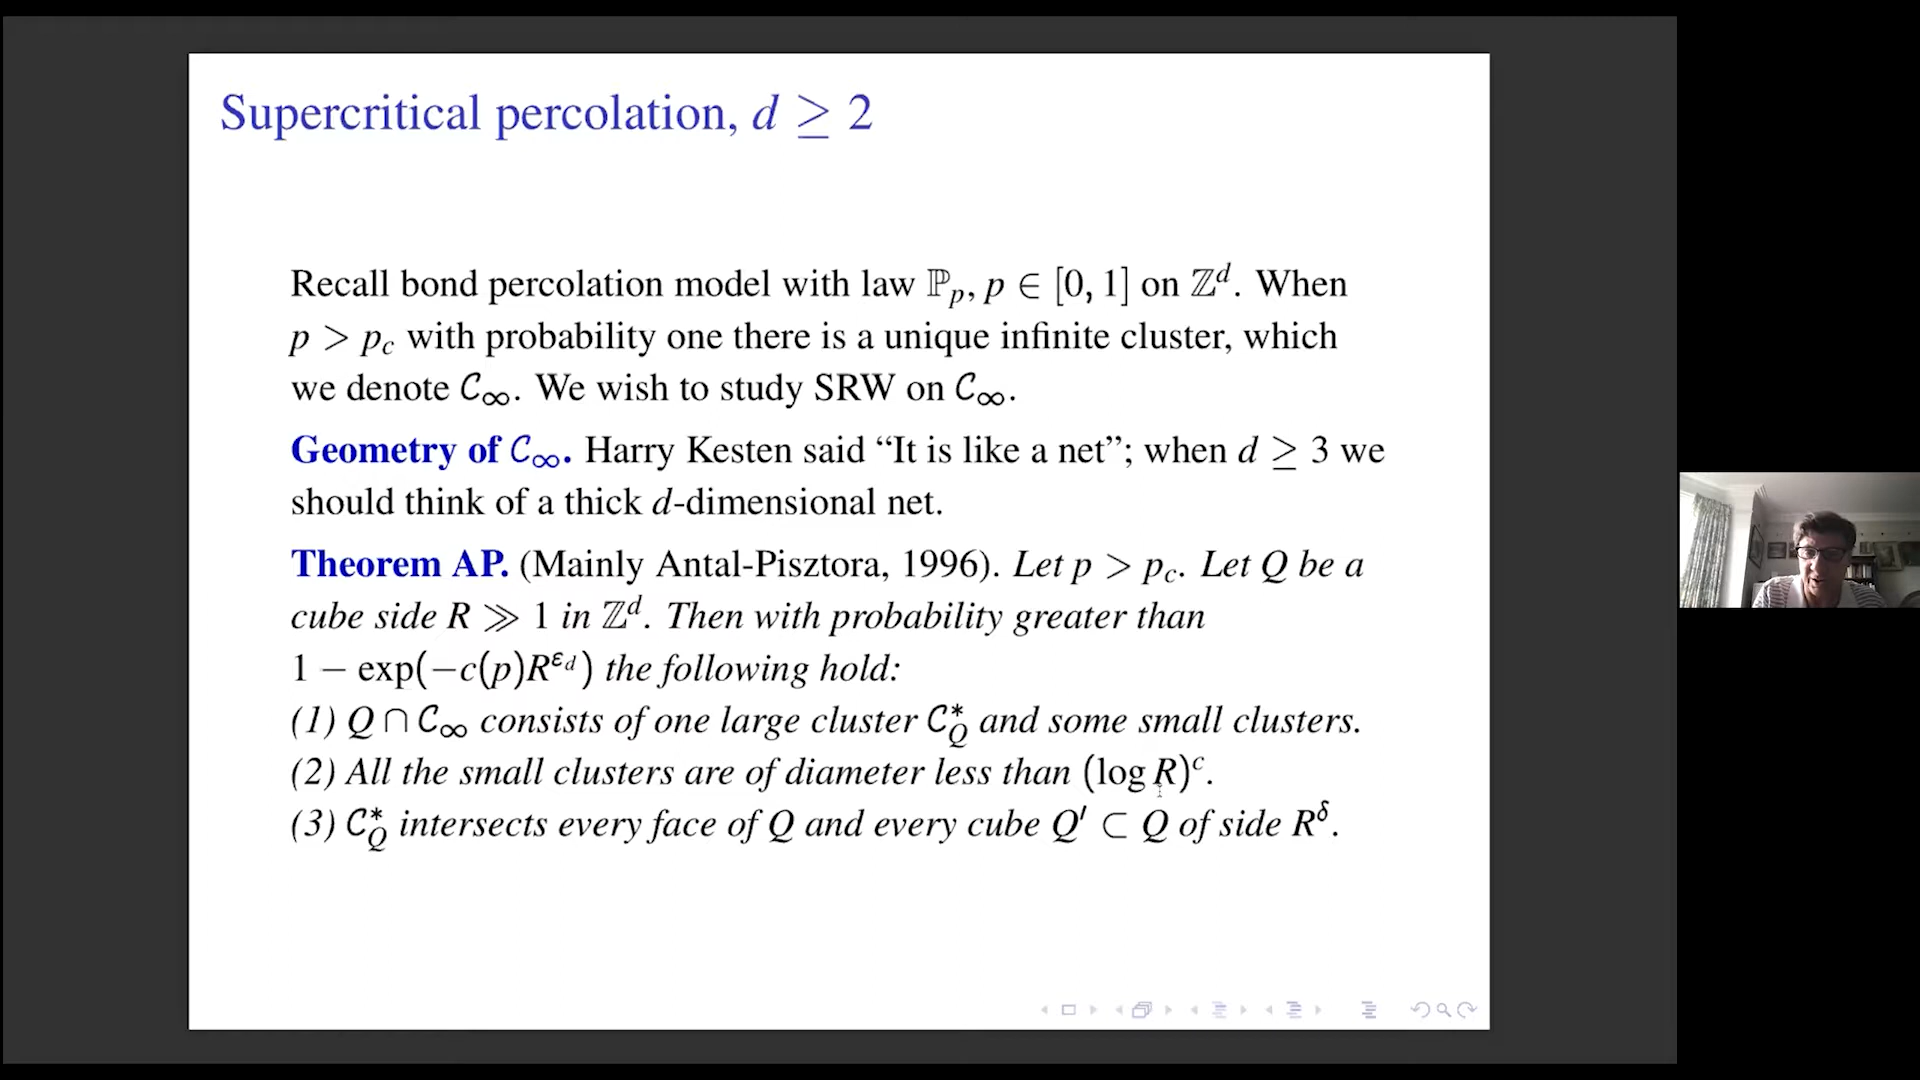 Supercritical percolation, d ≥ 2
Recall bond percolation model with law ℙ_p, p ∈ [0, 1] on ℤ^d. When
p > p_c with probability one there is a unique infinite cluster, which
we denote 𝒞_∞. We wish to study SRW on 𝒞_∞.
Geometry of 𝒞_∞. Harry Kesten said “It is like a net”; when d ≥ 3 we
should think of a thick d-dimensional net.
Theorem AP. (Mainly Antal-Pisztora, 1996). Let p > p_c. Let Q be a
cube side R ≫ 1 in ℤ^d. Then with probability greater than
1 − exp(−c(p)R^{ε_d}) the following hold:
(1) Q ∩ 𝒞_∞ consists of one large cluster 𝒞*_Q and some small clusters.
(2) All the small clusters are of diameter less than (log R)^c.
(3) 𝒞*_Q intersects every face of Q and every cube Q′ ⊂ Q of side R^δ.